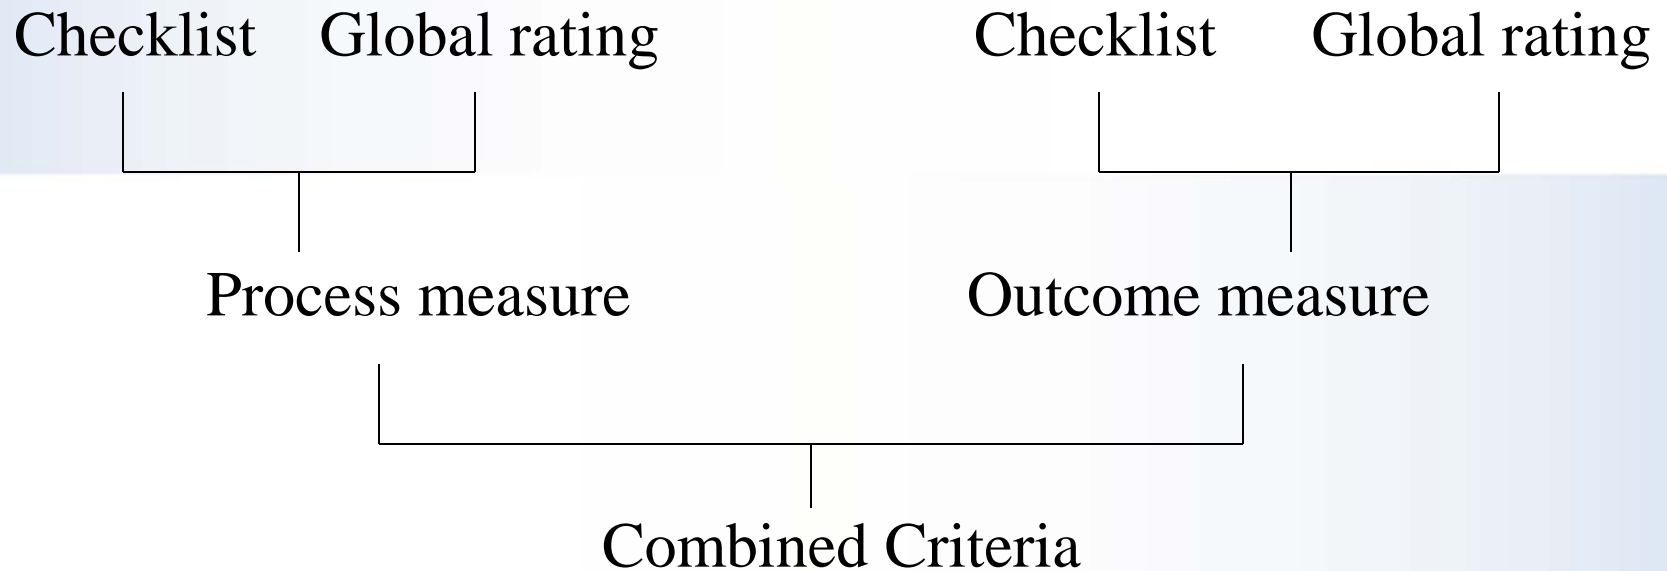 Checklist Global rating Checklist Global rating
Process measure Outcome measure
Combined Criteria